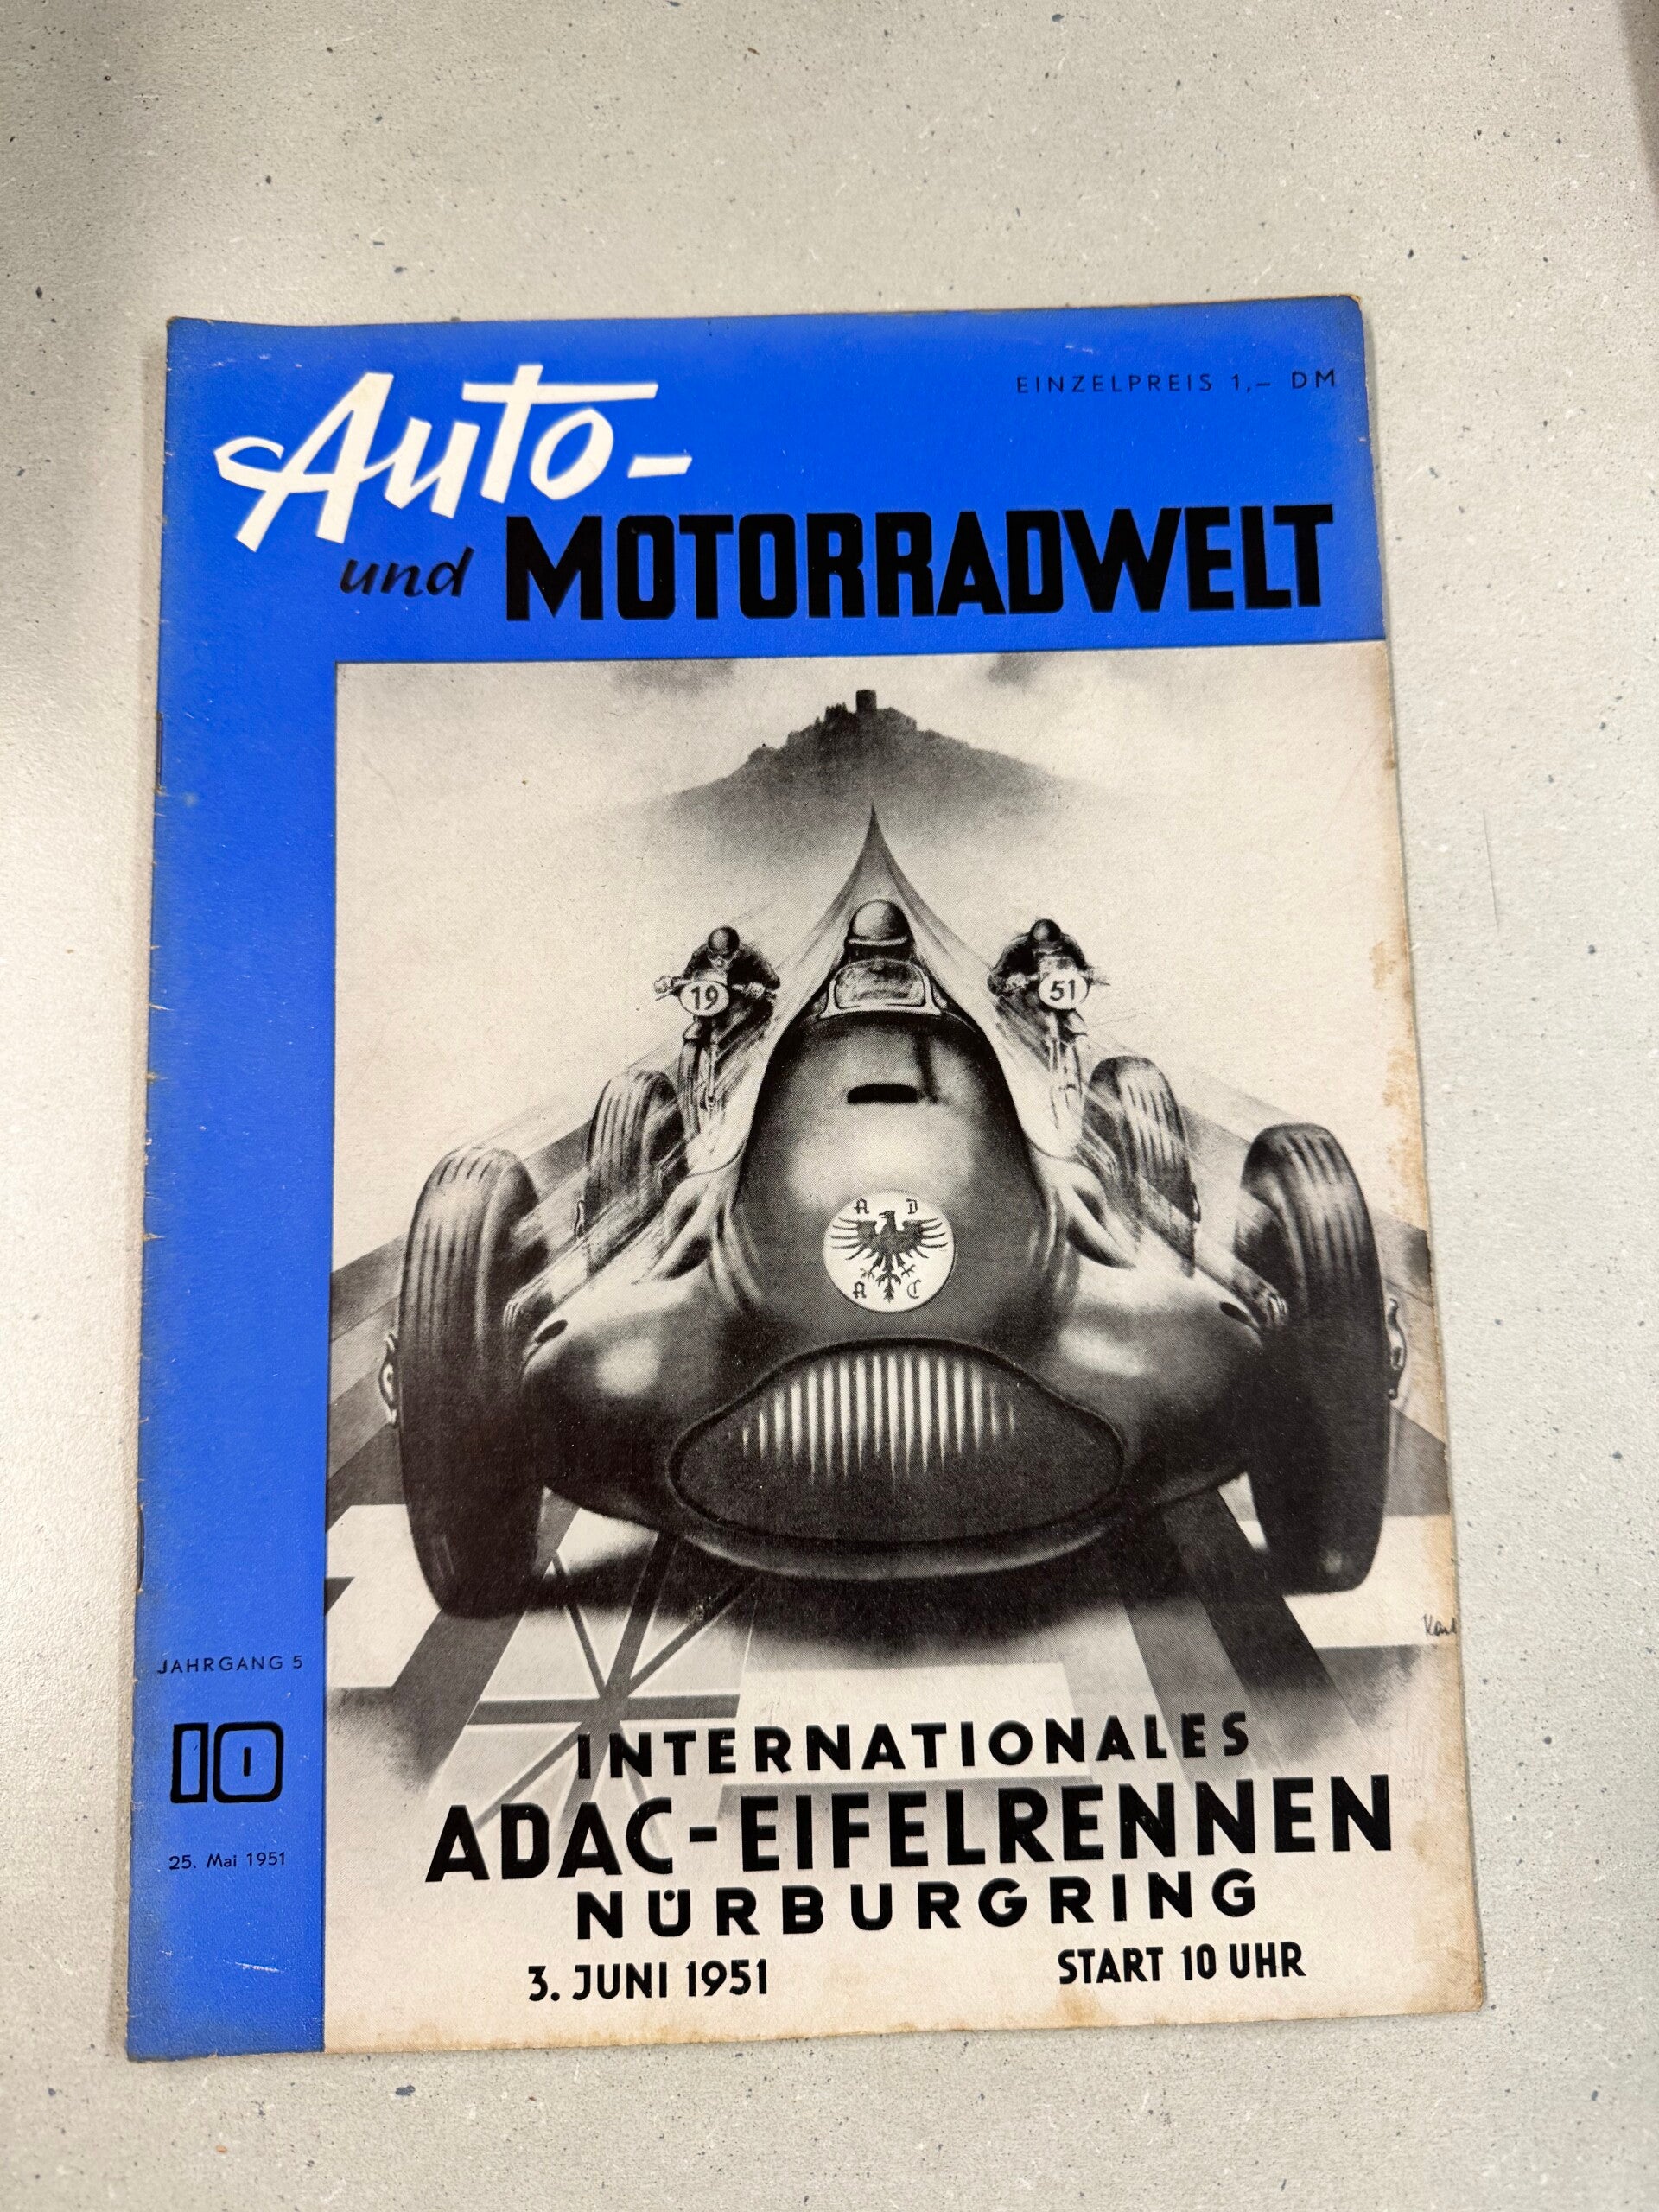 EINZELPREIS 1,— DM
Auto-
und MOTORRADWELT
19
51
A D
A C
JAHRGANG 5
10
25. Mai 1951
INTERNATIONALES
ADAC-EIFELRENNEN
NÜRBURGRING
3. JUNI 1951 START 10 UHR